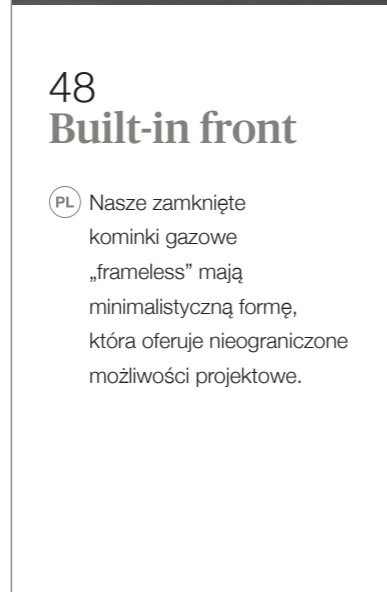 48
Built-in front
PL Nasze zamknięte
kominki gazowe
„frameless” mają
minimalistyczną formę,
która oferuje nieograniczone
możliwości projektowe.